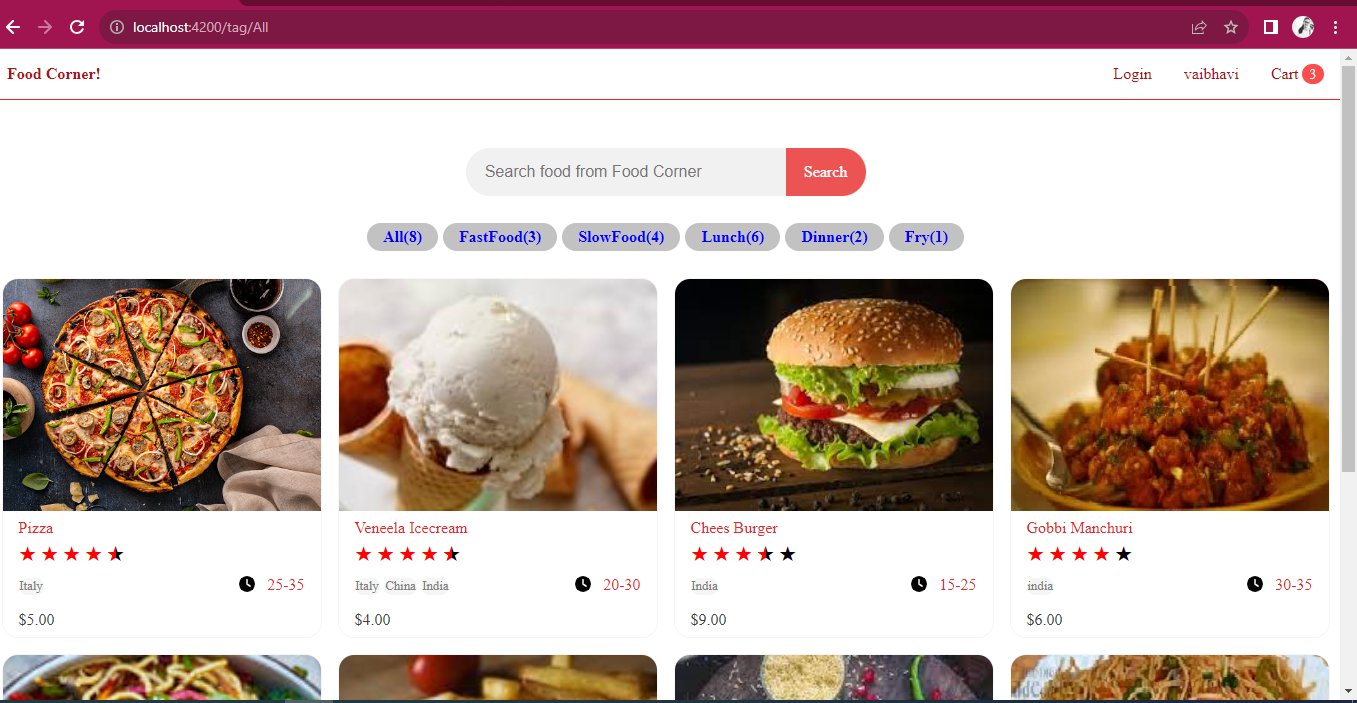 localhost:4200/tag/All
Food Corner!
Login vaibhavi Cart 3
Search food from Food Corner Search
All(8) FastFood(3) SlowFood(4) Lunch(6) Dinner(2) Fry(1)
Pizza Veneela Icecream Chees Burger Gobbi Manchuri
Italy 25-35 Italy China India 20-30 India 15-25 india 30-35
$5.00 $4.00 $9.00 $6.00